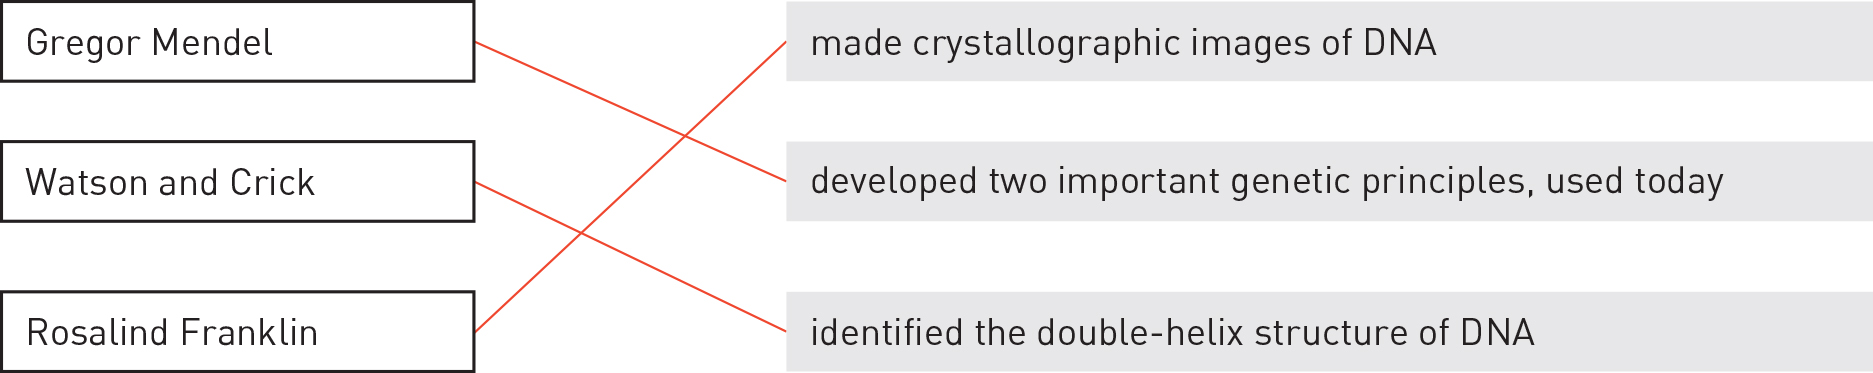 Gregor Mendel
made crystallographic images of DNA
Watson and Crick
developed two important genetic principles, used today
Rosalind Franklin
identified the double-helix structure of DNA